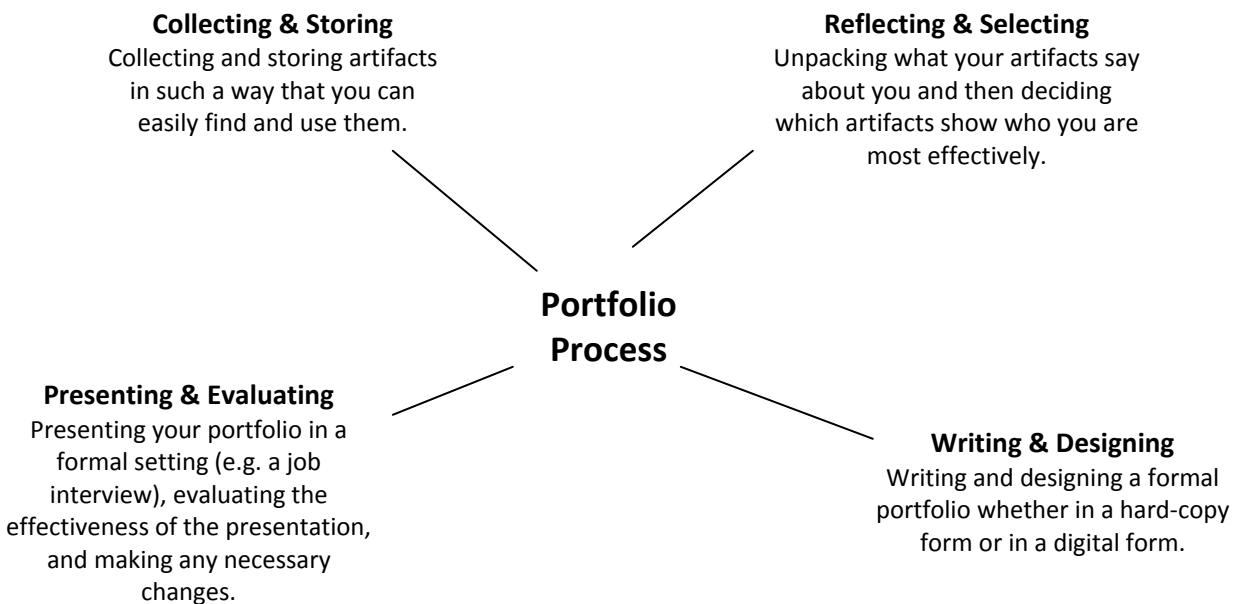 Collecting & Storing
Collecting and storing artifacts
in such a way that you can
easily find and use them.
Reflecting & Selecting
Unpacking what your artifacts say
about you and then deciding
which artifacts show who you are
most effectively.
Portfolio
Process
Presenting & Evaluating
Presenting your portfolio in a
formal setting (e.g. a job
interview), evaluating the
effectiveness of the presentation,
and making any necessary
changes.
Writing & Designing
Writing and designing a formal
portfolio whether in a hard-copy
form or in a digital form.